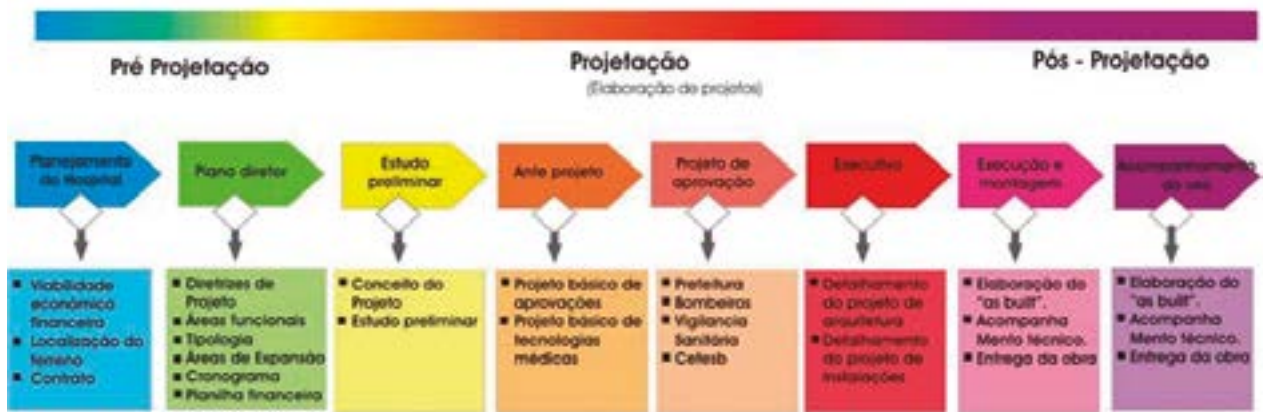 Pré Projetação
Projetação
(Elaboração de projetos)
Pós - Projetação
Planejamento
do Hospital
Plano diretor
Estudo
preliminar
Ante projeto
Projeto de
aprovação
Executivo
Execução e
montagem
Acompanhamento
do uso
Viabilidade
econômica
financeira
Localização do
terreno
Contrato
Diretrizes de
Projeto
Áreas funcionais
Tipologia
Áreas de Expansão
Cronograma
Planilha financeira
Conceito do
Projeto
Estudo preliminar
Projeto básico de
aprovações
Projeto básico de
tecnologias
médicas
Prefeitura
Bombeiros
Vigilancia
Sanitária
Cetesb
Detalhamento
do projeto de
arquitetura
Detalhamento
do projeto de
instalações
Elaboração do
"as built".
Acompanha
Mento técnico.
Entrega da obra
Elaboração do
"as built".
Acompanha
Mento técnico.
Entrega da obra